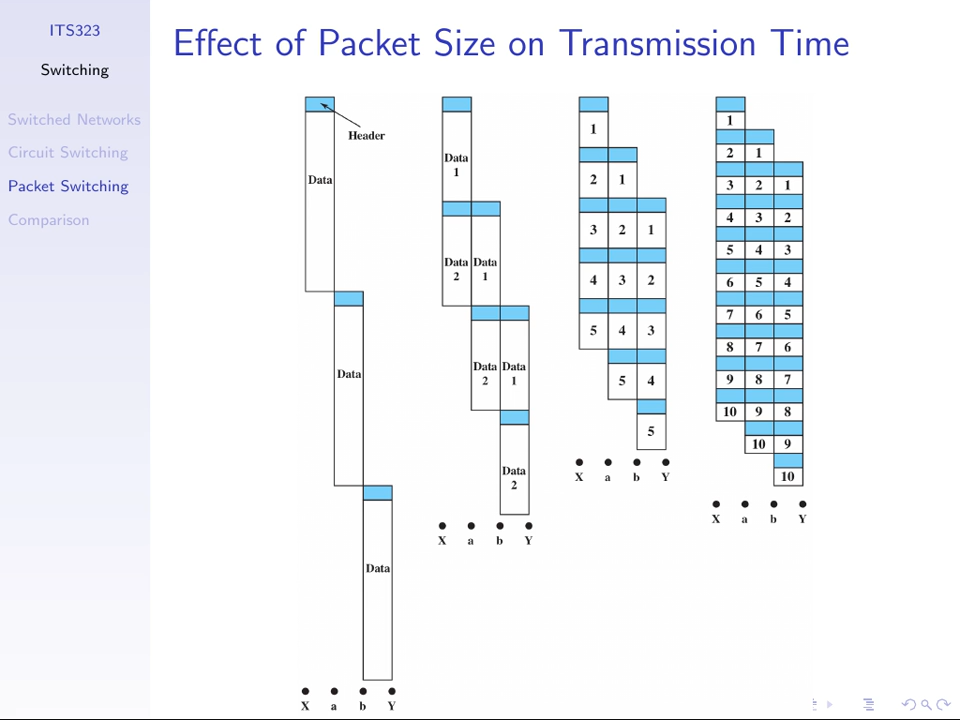 ITS323
Switching
Switched Networks
Circuit Switching
Packet Switching
Comparison
Effect of Packet Size on Transmission Time
Header
Data
Data
Data
X a b Y
Data
1
Data Data
2 1
Data Data
2 1
Data
2
X a b Y
1
2 1
3 2 1
4 3 2
5 4 3
5 4
5
X a b Y
1
2 1
3 2 1
4 3 2
5 4 3
6 5 4
7 6 5
8 7 6
9 8 7
10 9 8
10 9
10
X a b Y